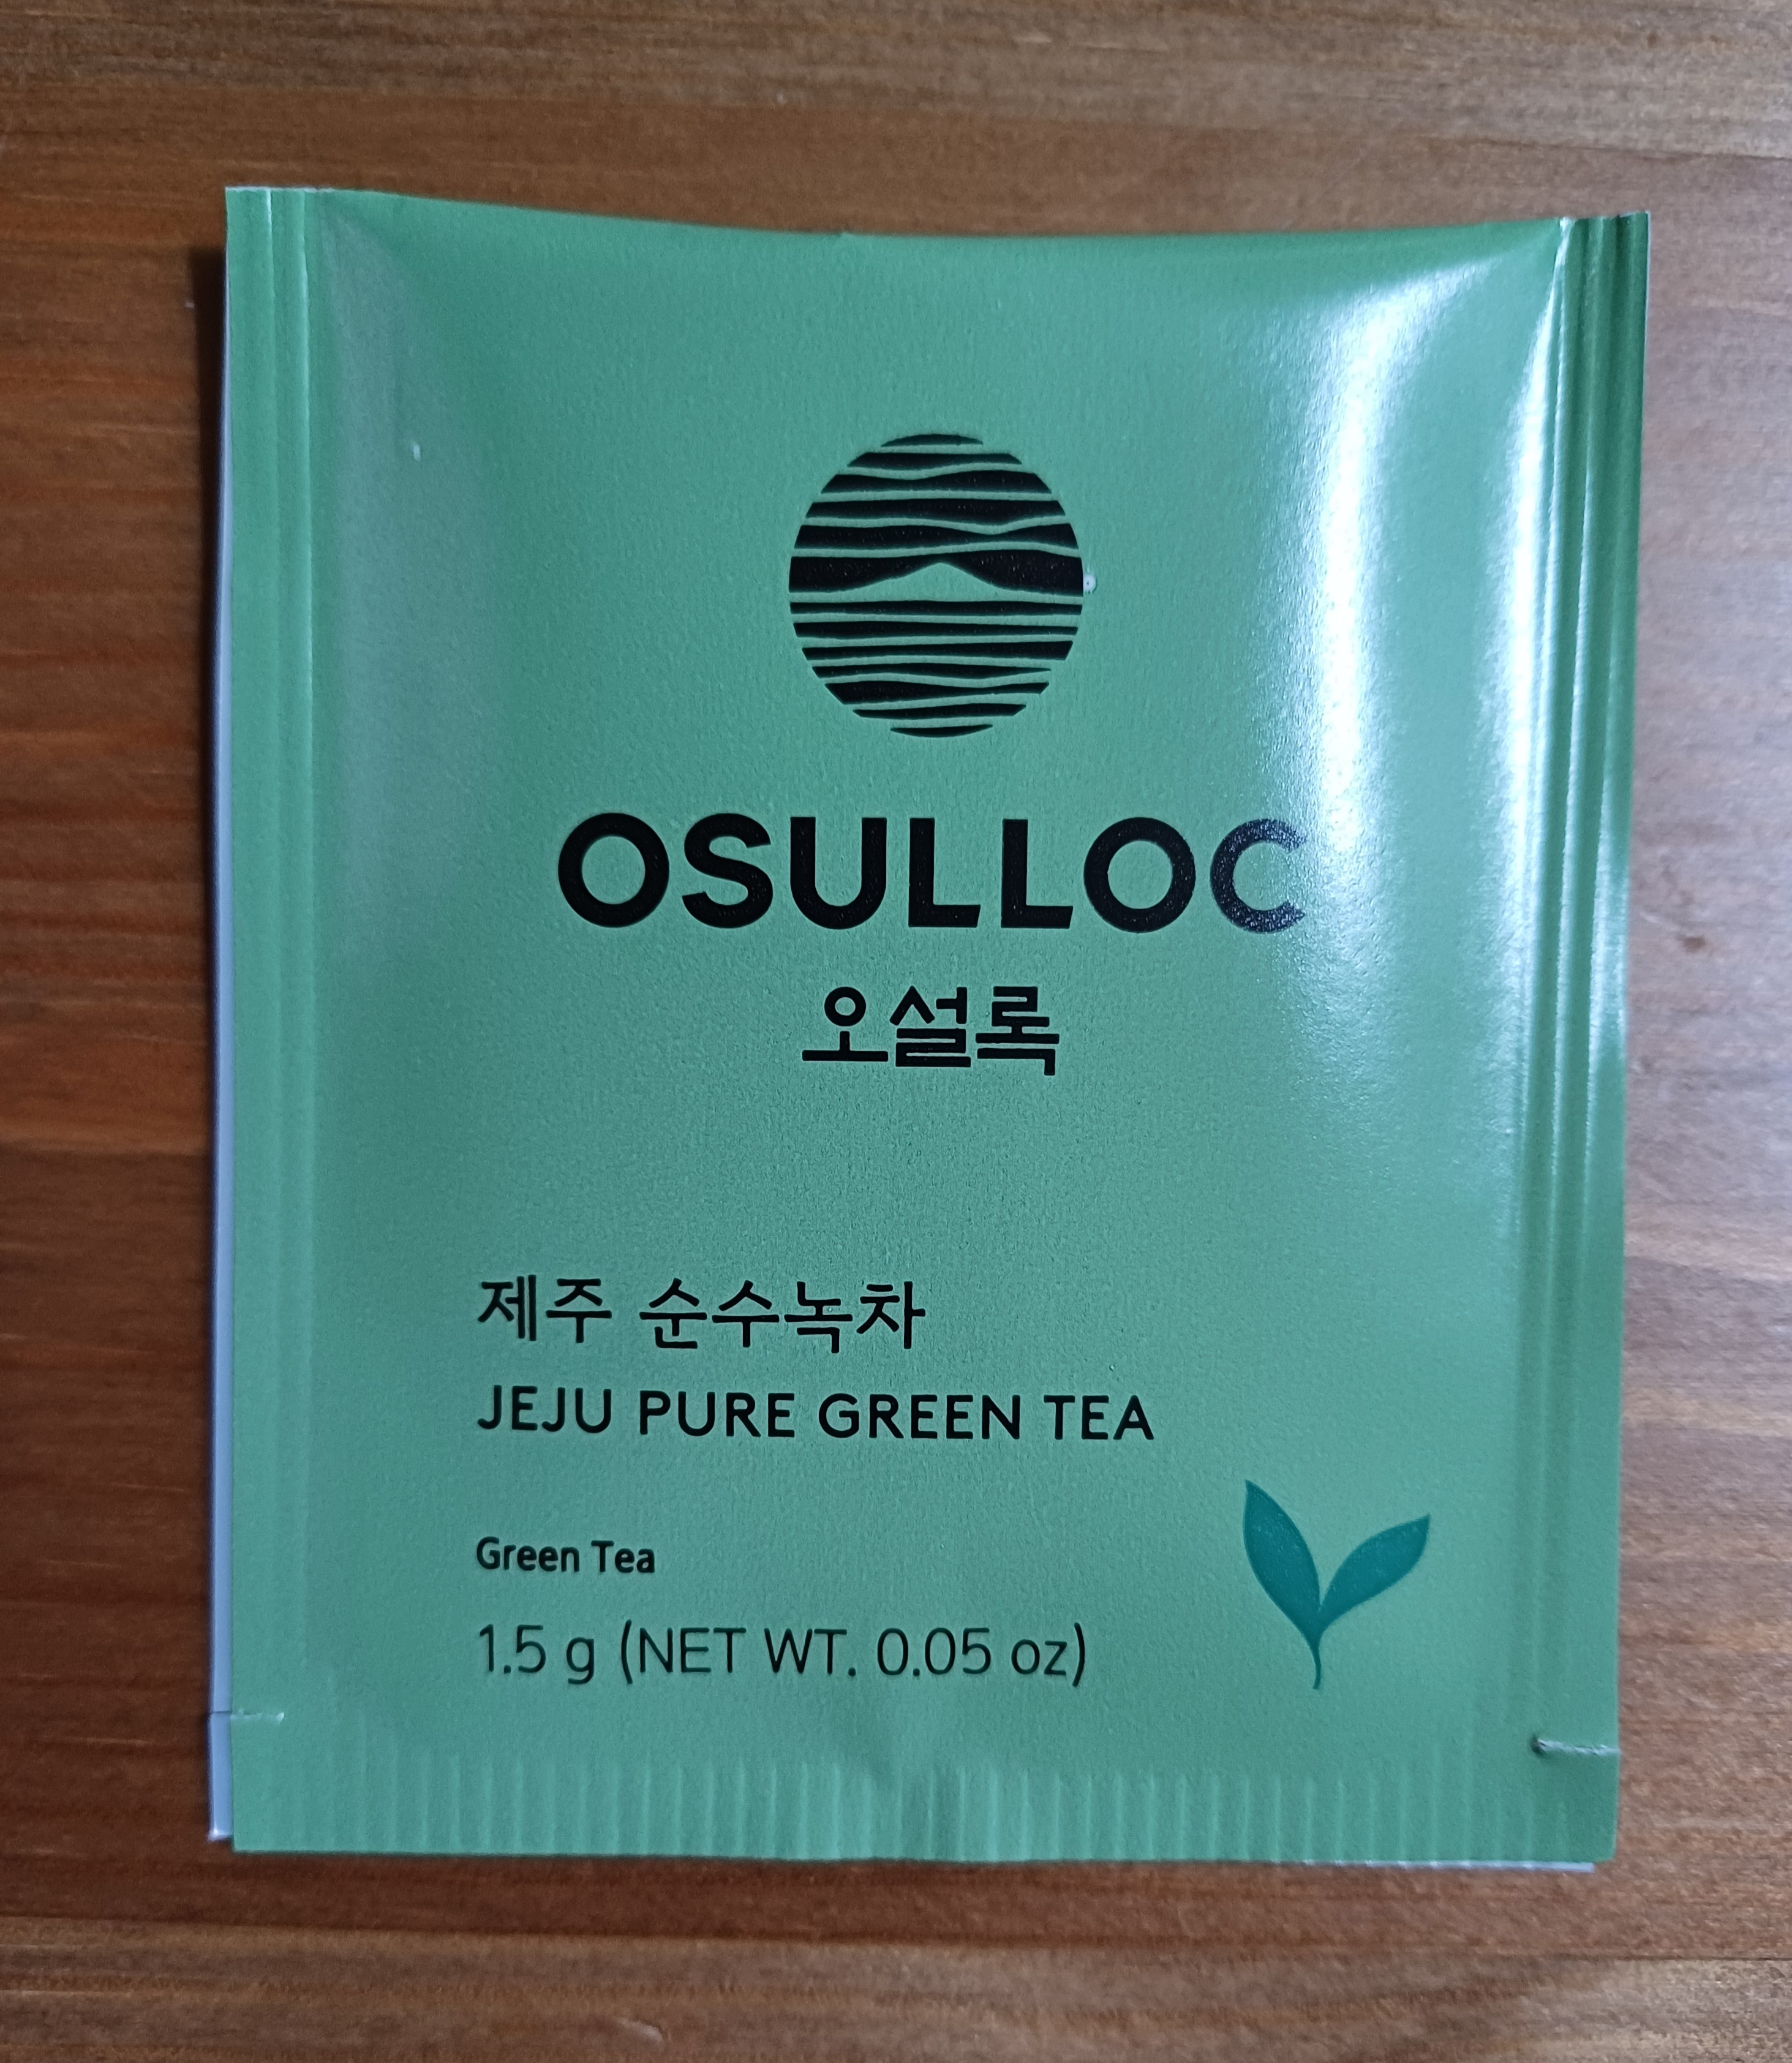 OSULLOC
오설록
제주 순수녹차
JEJU PURE GREEN TEA
Green Tea
1.5 g (NET WT. 0.05 oz)